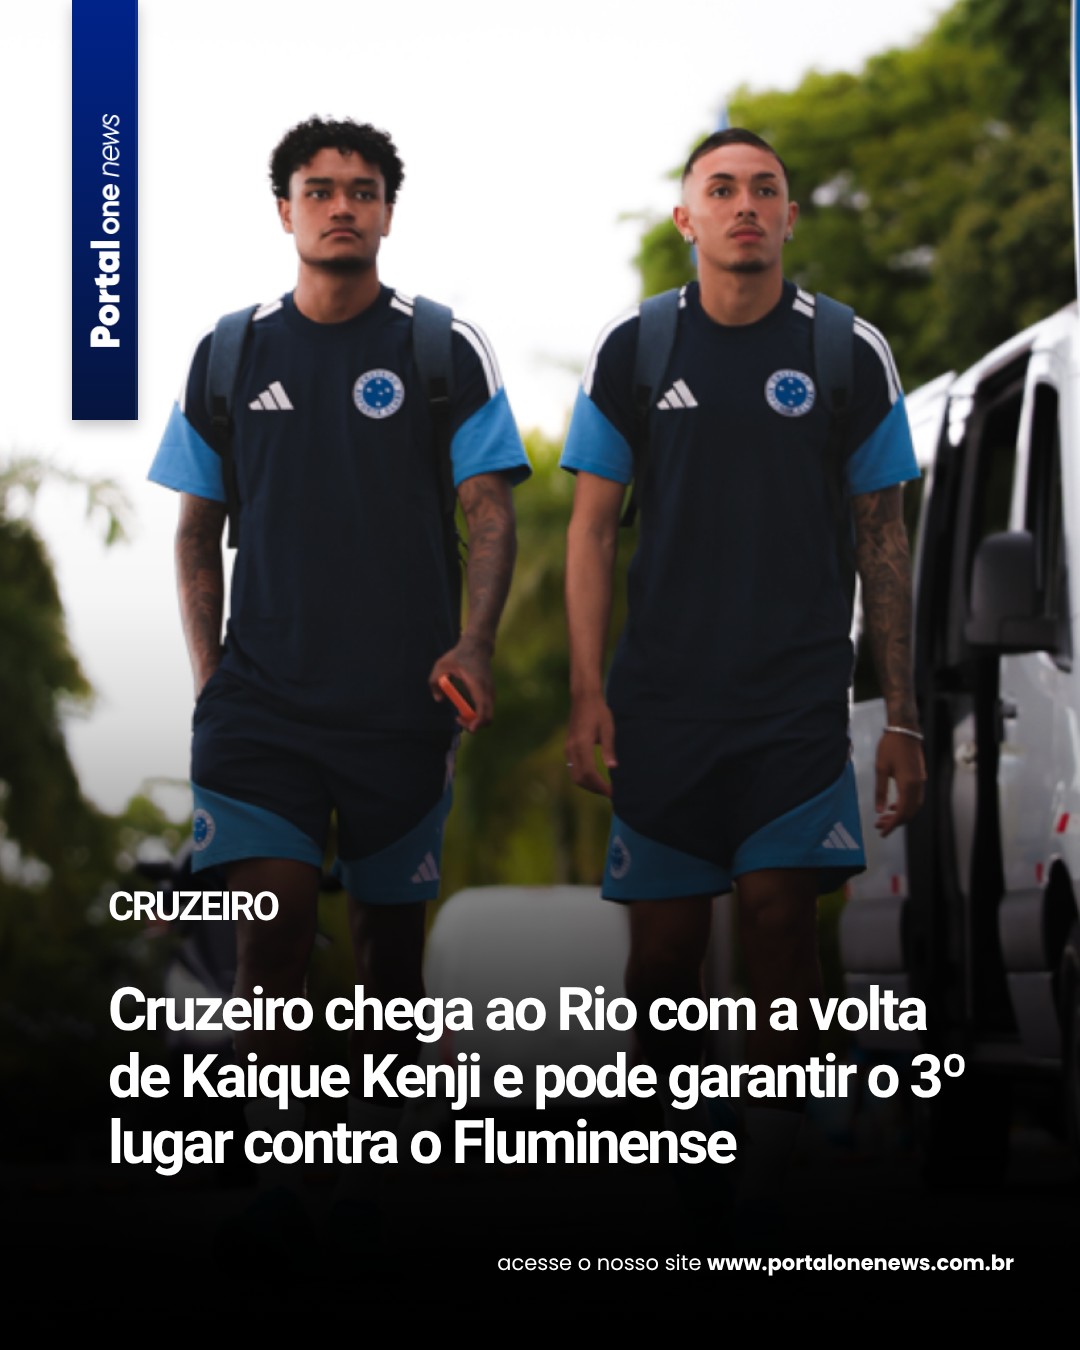 Portal one news
CRUZEIRO
Cruzeiro chega ao Rio com a volta
de Kaique Kenji e pode garantir o 3º
lugar contra o Fluminense
acesse o nosso site www.portalonenews.com.br